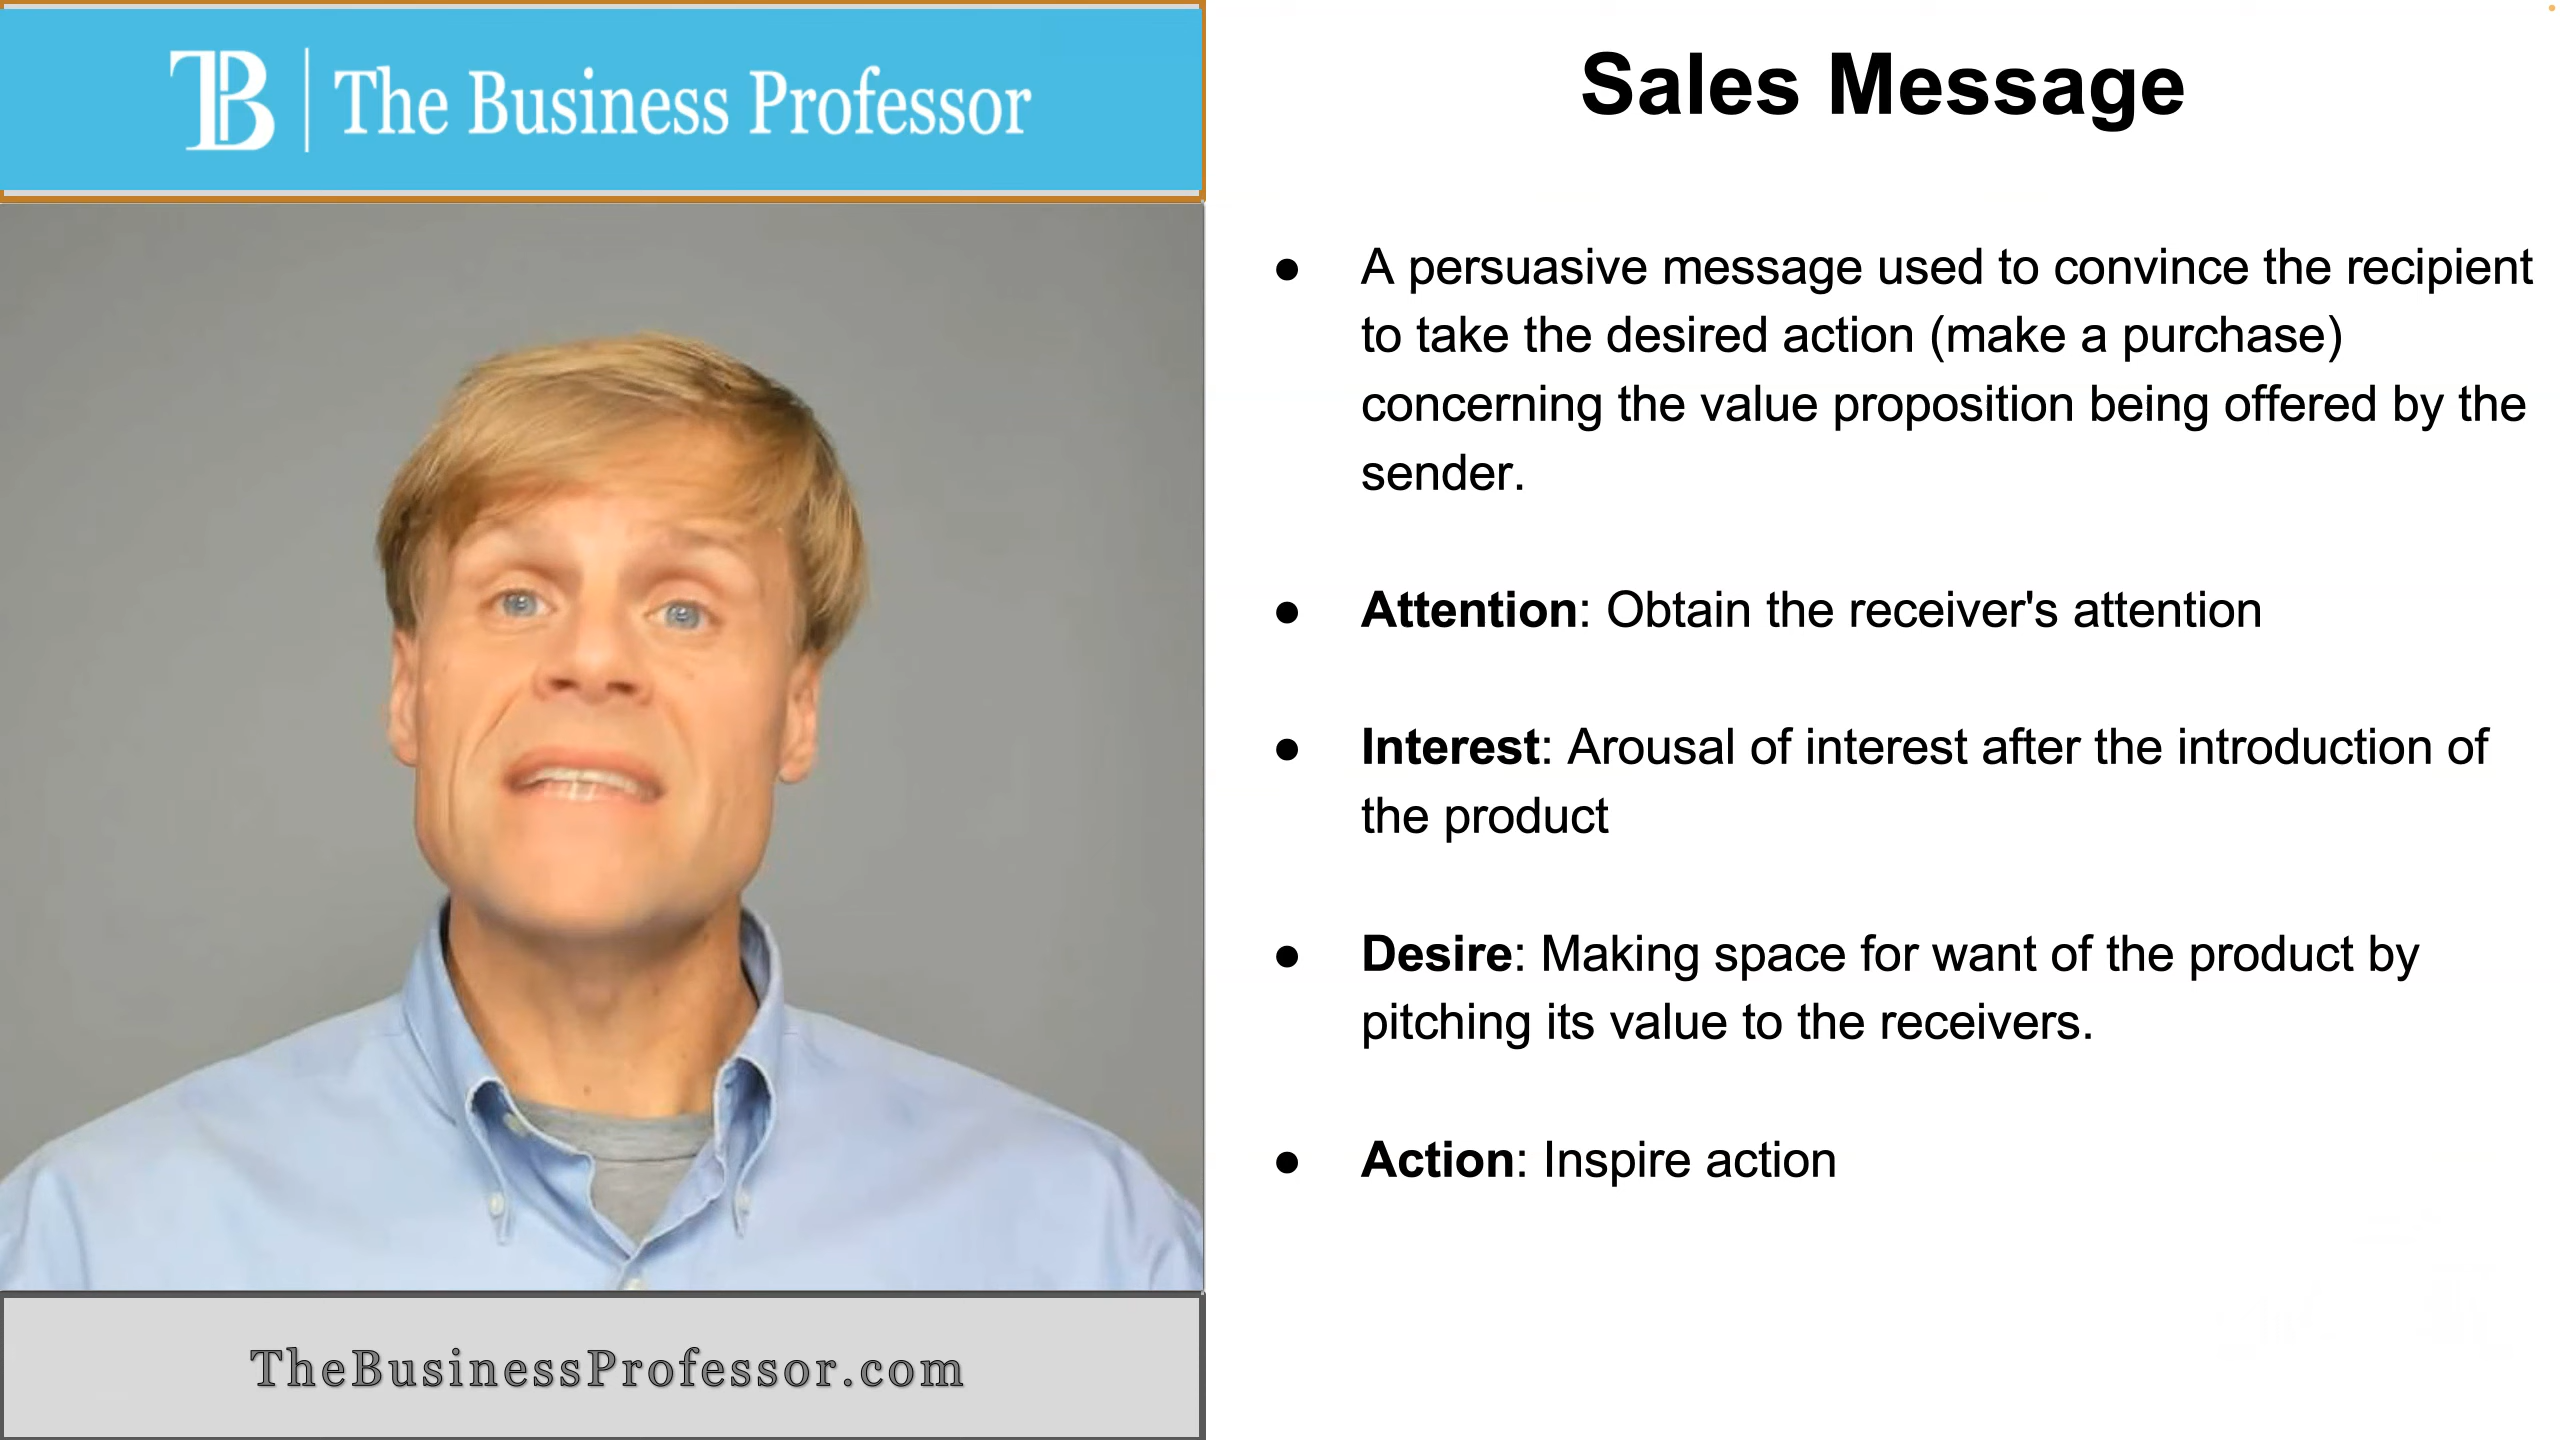 TB | The Business Professor
Sales Message
● A persuasive message used to convince the recipient
to take the desired action (make a purchase)
concerning the value proposition being offered by the
sender.
● Attention: Obtain the receiver's attention
● Interest: Arousal of interest after the introduction of
the product
● Desire: Making space for want of the product by
pitching its value to the receivers.
● Action: Inspire action
TheBusinessProfessor.com